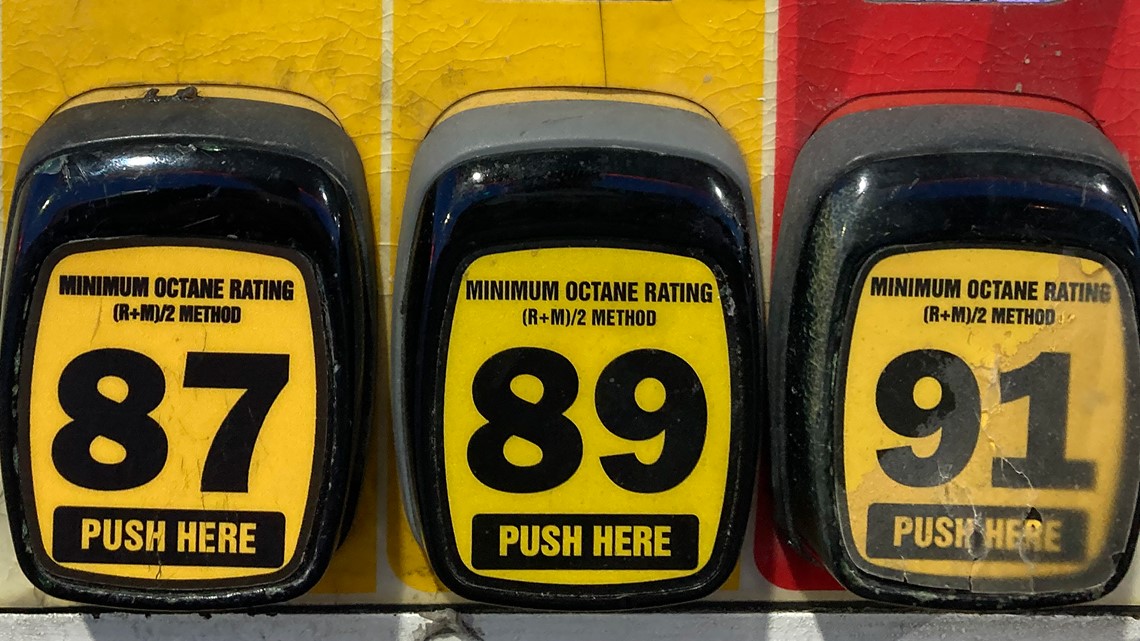 MINIMUM OCTANE RATING
(R+M)/2 METHOD
87
PUSH HERE
MINIMUM OCTANE RATING
(R+M)/2 METHOD
89
PUSH HERE
MINIMUM OCTANE RATING
(R+M)/2 METHOD
91
PUSH HERE